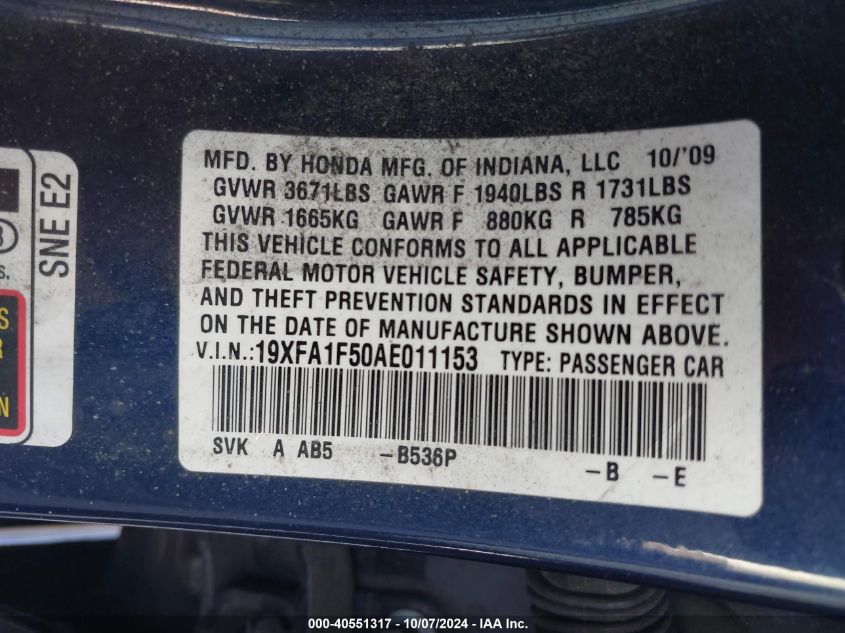 MFD. BY HONDA MFG. OF INDIANA, LLC 10/'09
GVWR 3671LBS GAWR F 1940LBS R 1731LBS
GVWR 1665KG GAWR F 880KG R 785KG
THIS VEHICLE CONFORMS TO ALL APPLICABLE
FEDERAL MOTOR VEHICLE SAFETY, BUMPER,
AND THEFT PREVENTION STANDARDS IN EFFECT
ON THE DATE OF MANUFACTURE SHOWN ABOVE.
V.I.N.:19XFA1F50AE011153 TYPE: PASSENGER CAR
SVK A AB5 -B536P -B -E
SNE E2
S.
S
R
N
000-40551317 - 10/07/2024 - IAA Inc.